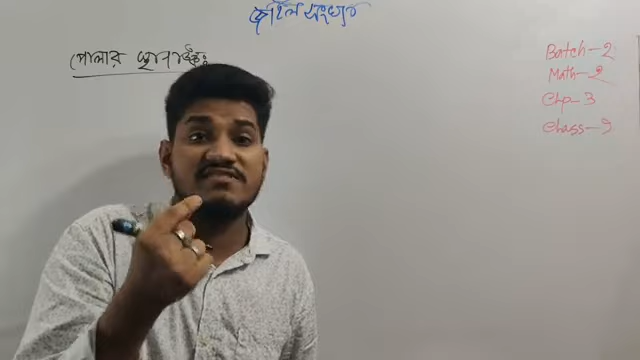 জটিল সংখ্যা
পোলার স্থানাঙ্কঃ
Batch-2
Math-2
Chp-3
Class-9